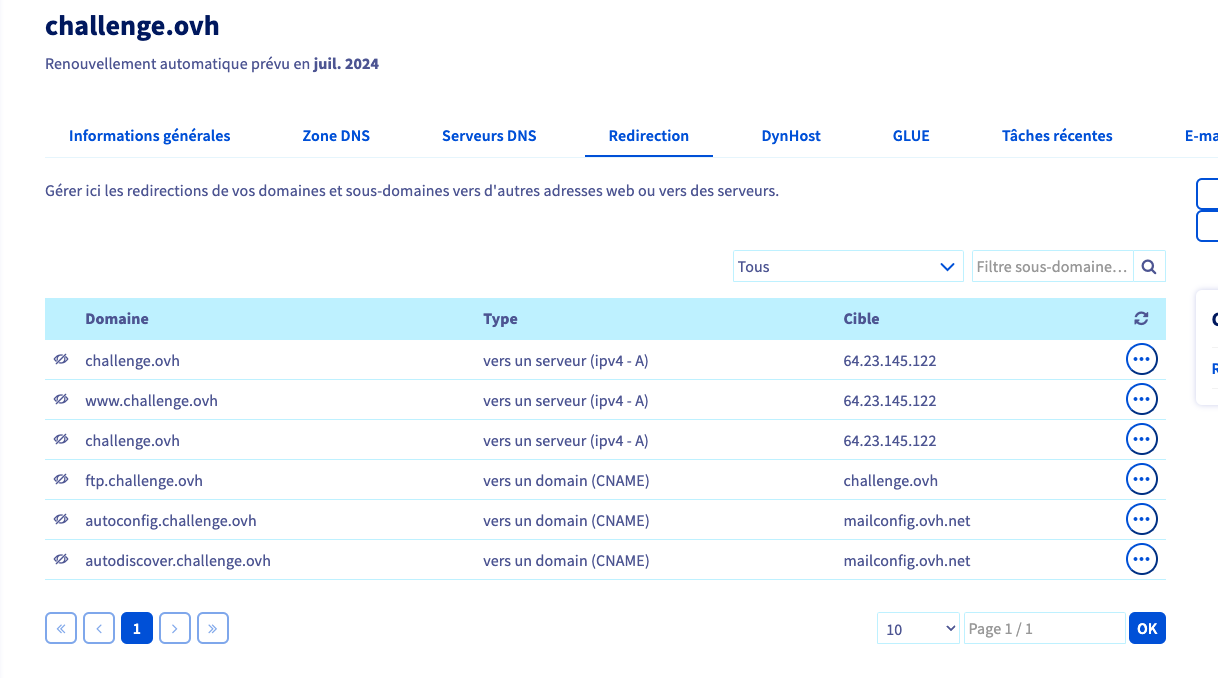 challenge.ovh
Renouvellement automatique prévu en juil. 2024
Informations générales Zone DNS Serveurs DNS Redirection DynHost GLUE Tâches récentes
Gérer ici les redirections de vos domaines et sous-domaines vers d'autres adresses web ou vers des serveurs.
Tous Filtre sous-domaine…
Domaine Type Cible
challenge.ovh vers un serveur (ipv4 - A) 64.23.145.122
www.challenge.ovh vers un serveur (ipv4 - A) 64.23.145.122
challenge.ovh vers un serveur (ipv4 - A) 64.23.145.122
ftp.challenge.ovh vers un domain (CNAME) challenge.ovh
autoconfig.challenge.ovh vers un domain (CNAME) mailconfig.ovh.net
autodiscover.challenge.ovh vers un domain (CNAME) mailconfig.ovh.net
« ‹ 1 › » 10 Page 1 / 1 OK